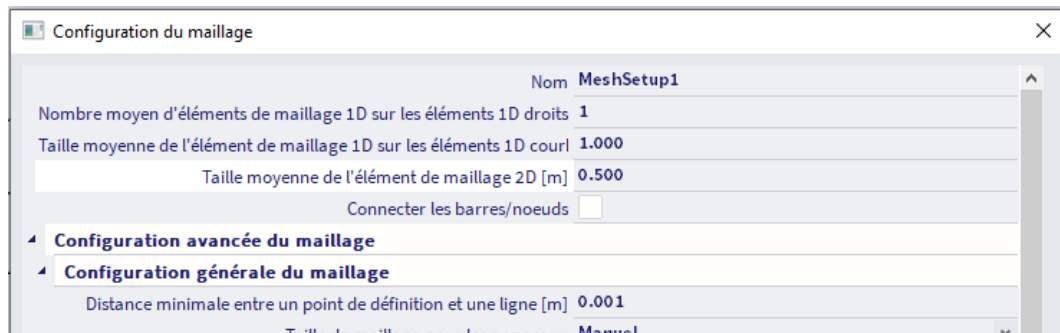 Configuration du maillage
Nom MeshSetup1
Nombre moyen d'éléments de maillage 1D sur les éléments 1D droits 1
Taille moyenne de l'élément de maillage 1D sur les éléments 1D courl 1.000
Taille moyenne de l'élément de maillage 2D [m] 0.500
Connecter les barres/noeuds
Configuration avancée du maillage
Configuration générale du maillage
Distance minimale entre un point de définition et une ligne [m] 0.001
Manuel